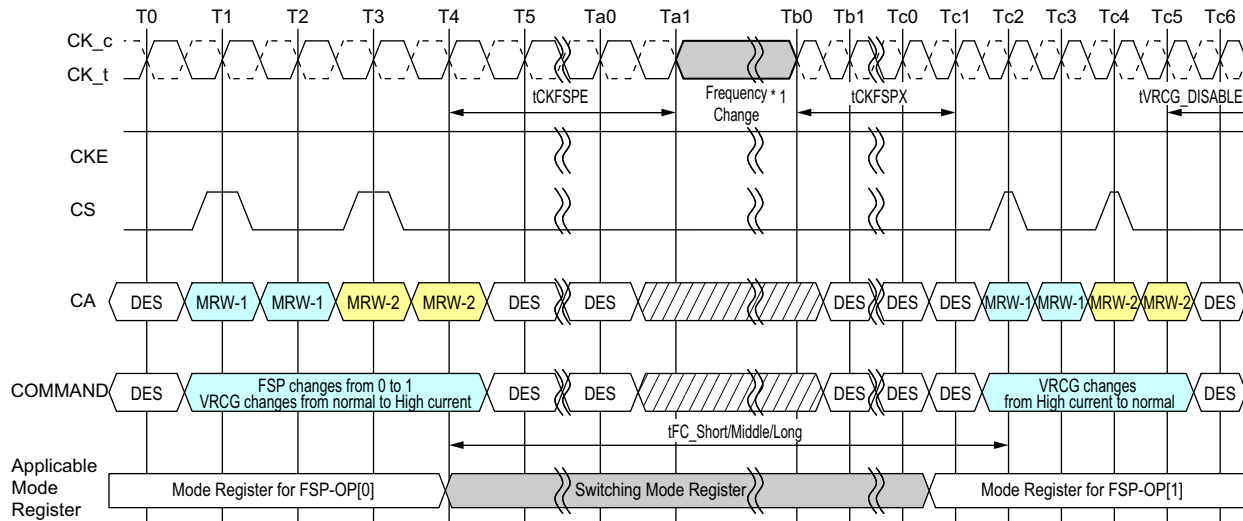 T0 T1 T2 T3 T4 T5 Ta0 Ta1 Tb0 Tb1 Tc0 Tc1 Tc2 Tc3 Tc4 Tc5 Tc6
CK_c
CK_t
tCKFSPE Frequency * 1 tCKFSPX tVRCG_DISABLE
Change
CKE
CS
CA DES MRW-1 MRW-1 MRW-2 MRW-2 DES DES DES DES DES MRW-1 MRW-1 MRW-2 MRW-2 DES
COMMAND DES FSP changes from 0 to 1 DES DES DES DES DES VRCG changes DES
VRCG changes from normal to High current from High current to normal
tFC_Short/Middle/Long
Applicable
Mode Mode Register for FSP-OP[0] Switching Mode Register Mode Register for FSP-OP[1]
Register